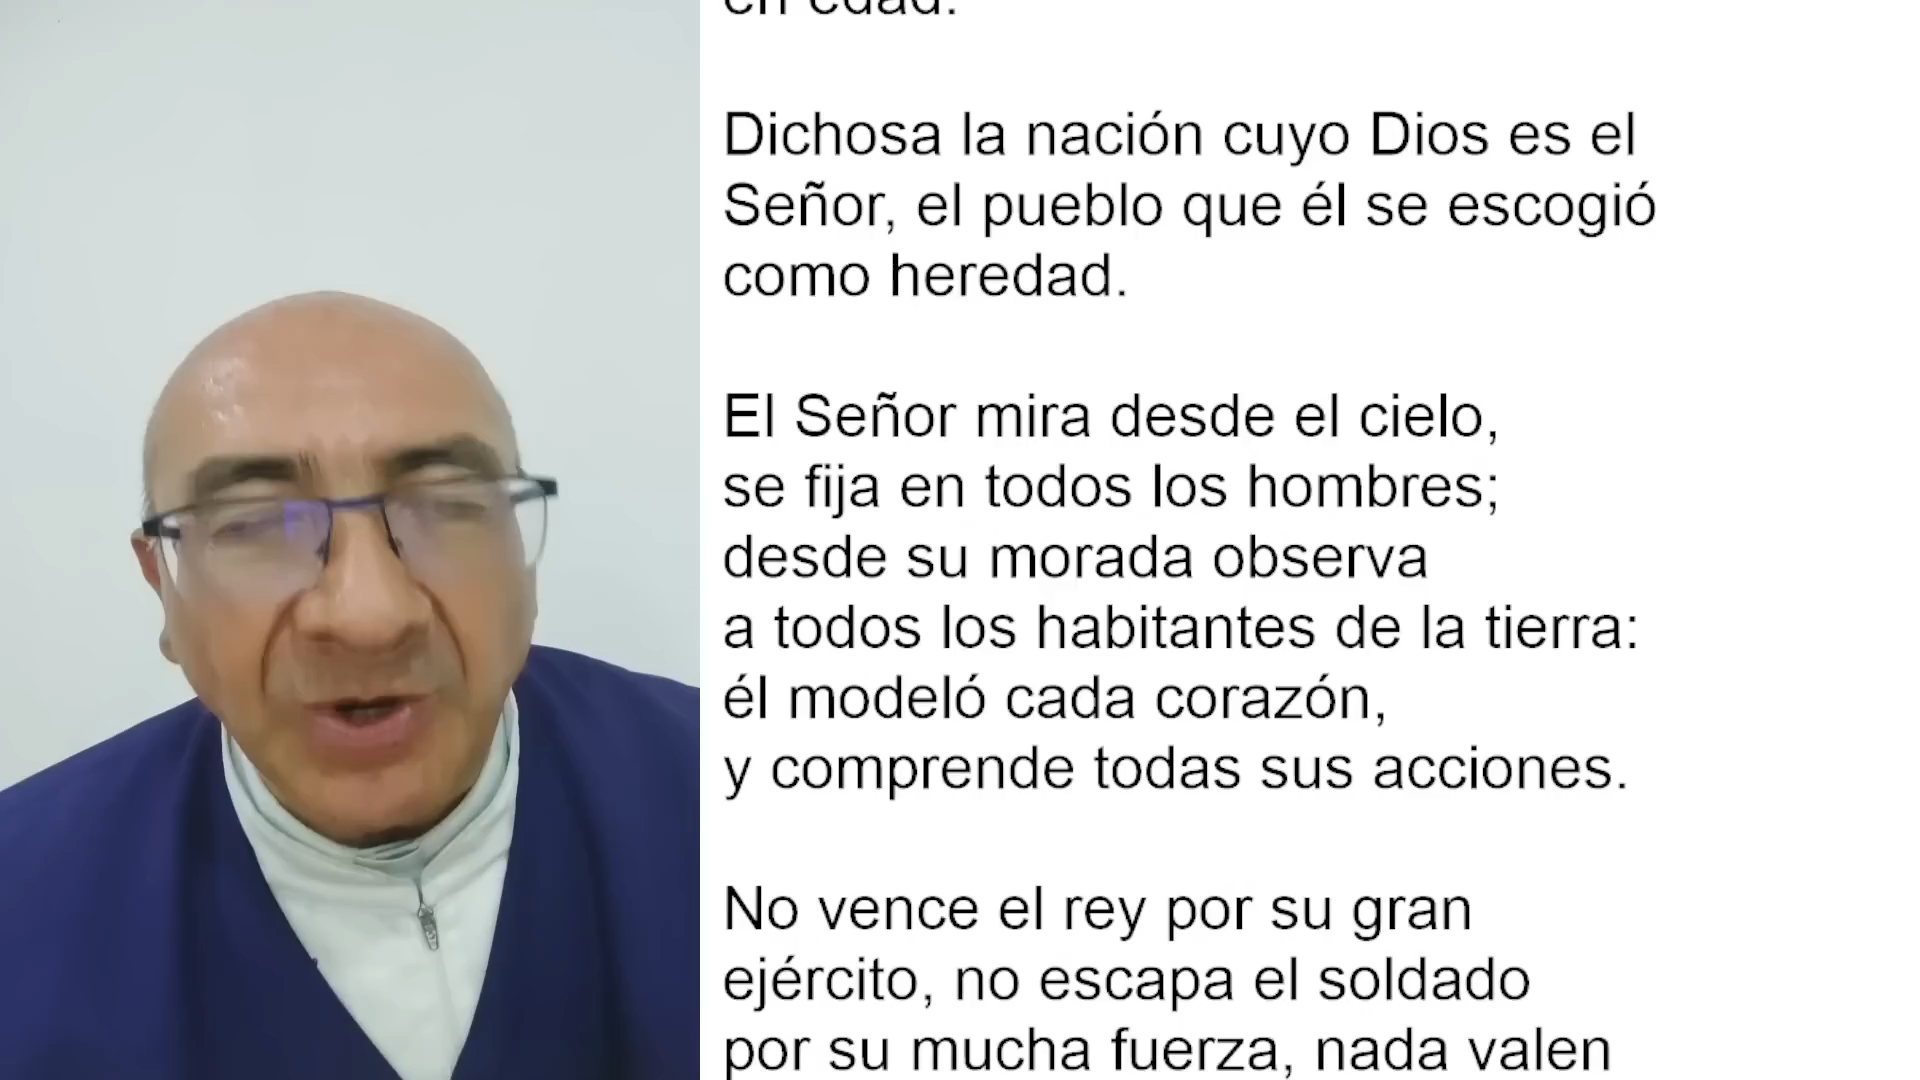 en edad.
Dichosa la nación cuyo Dios es el
Señor, el pueblo que él se escogió
como heredad.
El Señor mira desde el cielo,
se fija en todos los hombres;
desde su morada observa
a todos los habitantes de la tierra:
él modeló cada corazón,
y comprende todas sus acciones.
No vence el rey por su gran
ejército, no escapa el soldado
por su mucha fuerza, nada valen